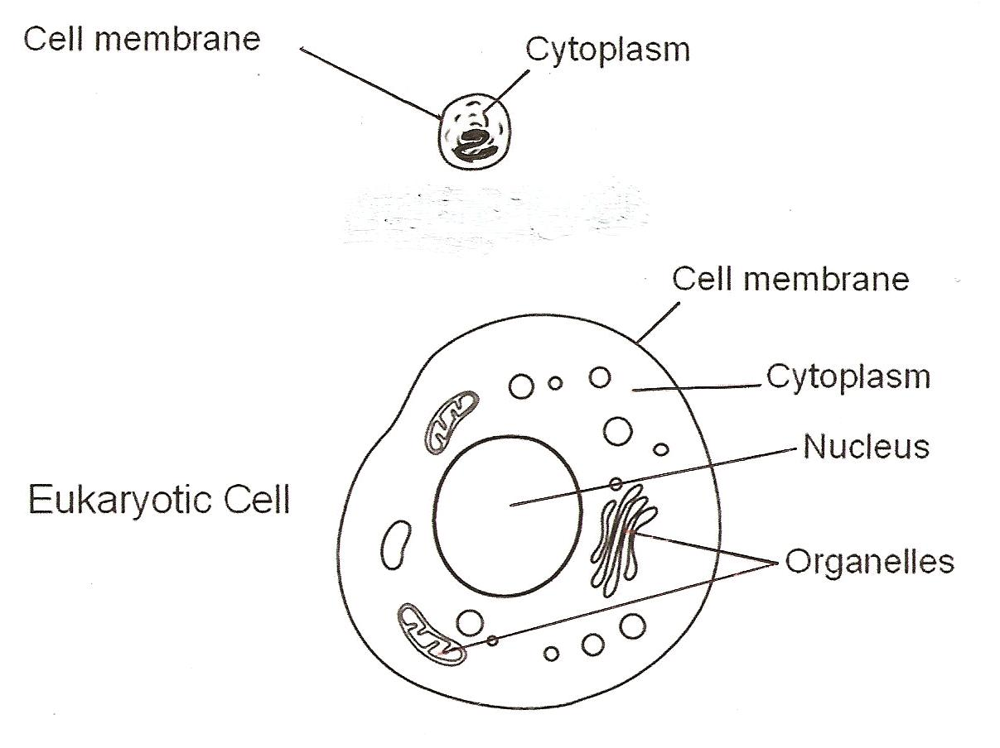 Cell membrane
Cytoplasm
Cell membrane
Cytoplasm
Nucleus
Eukaryotic Cell
Organelles